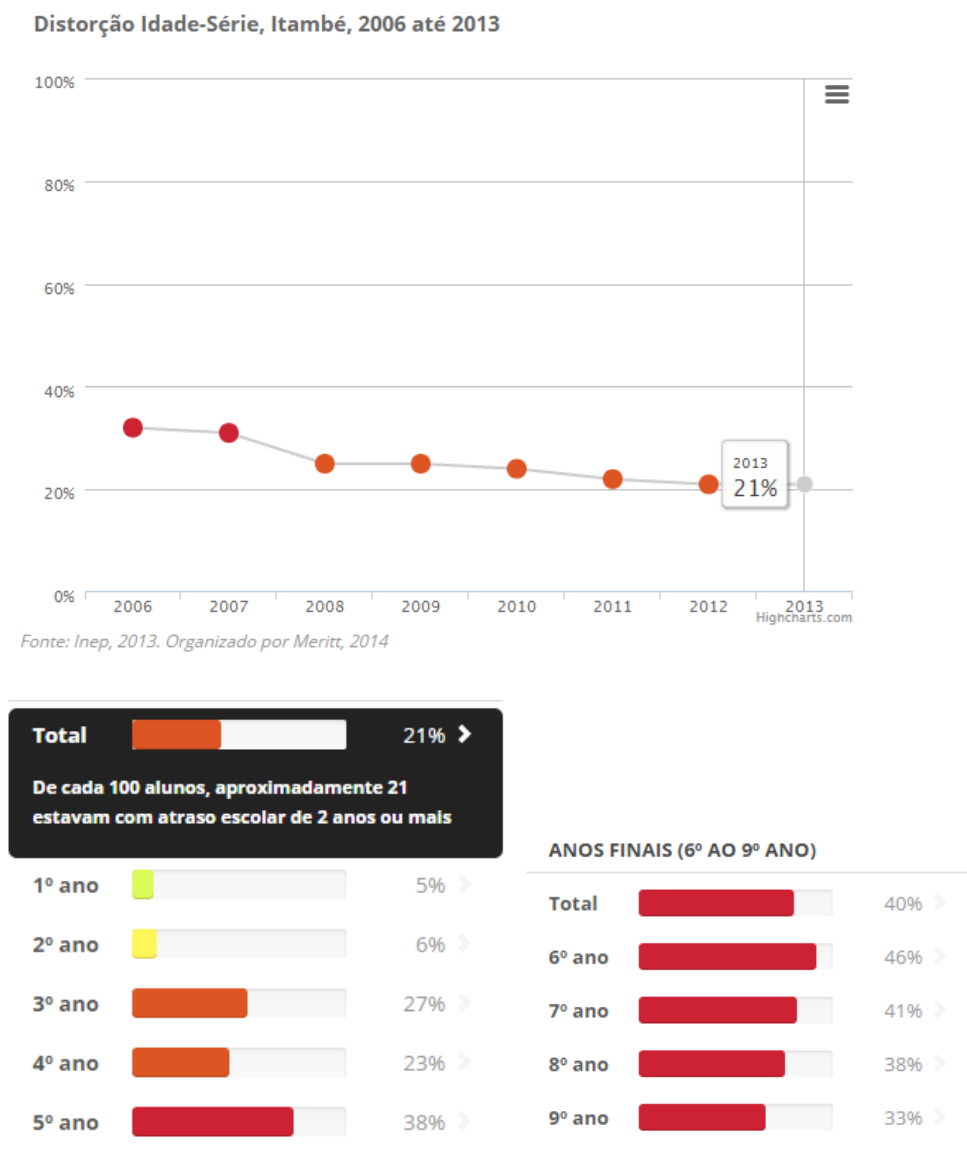 Distorção Idade-Série, Itambé, 2006 até 2013
100%
80%
60%
40%
20%
0%
2013
21%
2006 2007 2008 2009 2010 2011 2012 2013
Highcharts.com
Fonte: Inep, 2013. Organizado por Meritt, 2014
Total 21%
De cada 100 alunos, aproximadamente 21
estavam com atraso escolar de 2 anos ou mais
1º ano 5%
2º ano 6%
3º ano 27%
4º ano 23%
5º ano 38%
ANOS FINAIS (6º AO 9º ANO)
Total 40%
6º ano 46%
7º ano 41%
8º ano 38%
9º ano 33%